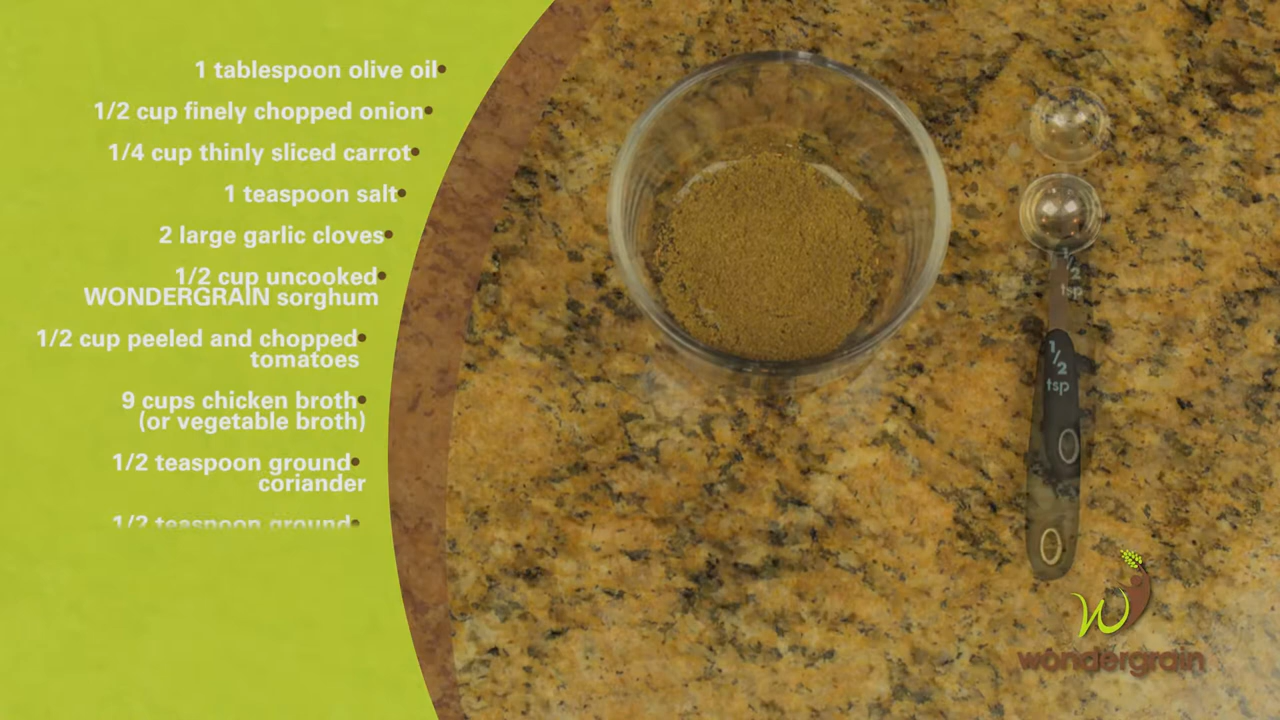 1 tablespoon olive oil•
1/2 cup finely chopped onion•
1/4 cup thinly sliced carrot•
1 teaspoon salt•
2 large garlic cloves•
1/2 cup uncooked•
WONDERGRAIN sorghum
1/2 cup peeled and chopped•
tomatoes
9 cups chicken broth•
(or vegetable broth)
1/2 teaspoon ground•
coriander
1/2 teaspoon ground•
1/2
tsp
1/2
tsp
W
wondergrain